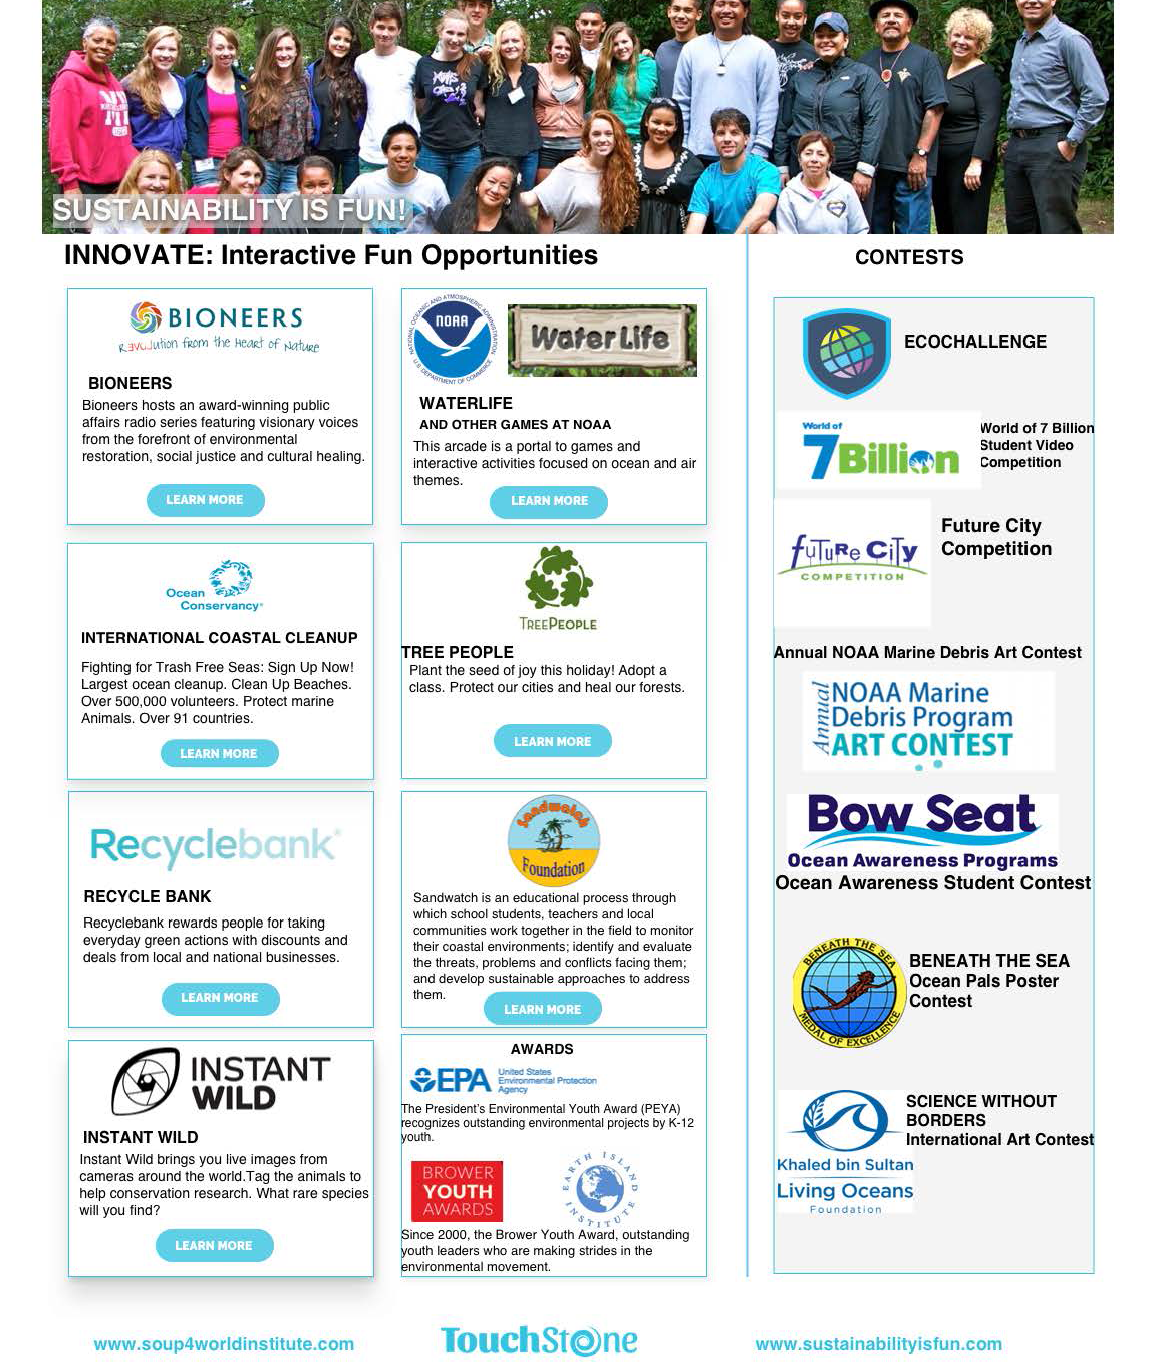 SUSTAINABILITY IS FUN!
INNOVATE: Interactive Fun Opportunities
BIONEERS
REVOLution from the Heart of Nature
BIONEERS
Bioneers hosts an award-winning public
affairs radio series featuring visionary voices
from the forefront of environmental
restoration, social justice and cultural healing.
LEARN MORE
NATIONAL OCEANIC AND ATMOSPHERIC ADMINISTRATION
NOAA
U.S. DEPARTMENT OF COMMERCE
WaterLife
WATERLIFE
AND OTHER GAMES AT NOAA
This arcade is a portal to games and
interactive activities focused on ocean and air
themes.
LEARN MORE
Ocean
Conservancy®
INTERNATIONAL COASTAL CLEANUP
Fighting for Trash Free Seas: Sign Up Now!
Largest ocean cleanup. Clean Up Beaches.
Over 500,000 volunteers. Protect marine
Animals. Over 91 countries.
LEARN MORE
TREEPEOPLE
TREE PEOPLE
Plant the seed of joy this holiday! Adopt a
class. Protect our cities and heal our forests.
LEARN MORE
Recyclebank®
RECYCLE BANK
Recyclebank rewards people for taking
everyday green actions with discounts and
deals from local and national businesses.
LEARN MORE
Sandwatch
Foundation
Sandwatch is an educational process through
which school students, teachers and local
communities work together in the field to monitor
their coastal environments; identify and evaluate
the threats, problems and conflicts facing them;
and develop sustainable approaches to address
them.
LEARN MORE
INSTANT
WILD
INSTANT WILD
Instant Wild brings you live images from
cameras around the world.Tag the animals to
help conservation research. What rare species
will you find?
LEARN MORE
AWARDS
EPA
United States
Environmental Protection
Agency
The President's Environmental Youth Award (PEYA)
recognizes outstanding environmental projects by K-12
youth.
BROWER
YOUTH
AWARDS
EARTH ISLAND
INSTITUTE
Since 2000, the Brower Youth Award, outstanding
youth leaders who are making strides in the
environmental movement.
CONTESTS
ECOCHALLENGE
World of
7Billion
World of 7 Billion
Student Video
Competition
Future City
COMPETITION
Future City
Competition
Annual NOAA Marine Debris Art Contest
Annual
NOAA Marine
Debris Program
ART CONTEST
Bow Seat
Ocean Awareness Programs
Ocean Awareness Student Contest
BENEATH THE SEA
MEDAL OF EXCELLENCE
BENEATH THE SEA
Ocean Pals Poster
Contest
SCIENCE WITHOUT
BORDERS
International Art Contest
Khaled bin Sultan
Living Oceans
Foundation
www.soup4worldinstitute.com
TouchStone
www.sustainabilityisfun.com